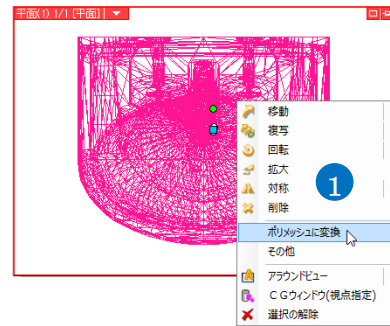 平面(1) 1/1 [平面]
移動
複写
回転
拡大
対称
削除
1
ポリメッシュに変換
その他
アラウンドビュー
CGウィンドウ(視点指定)
選択の解除